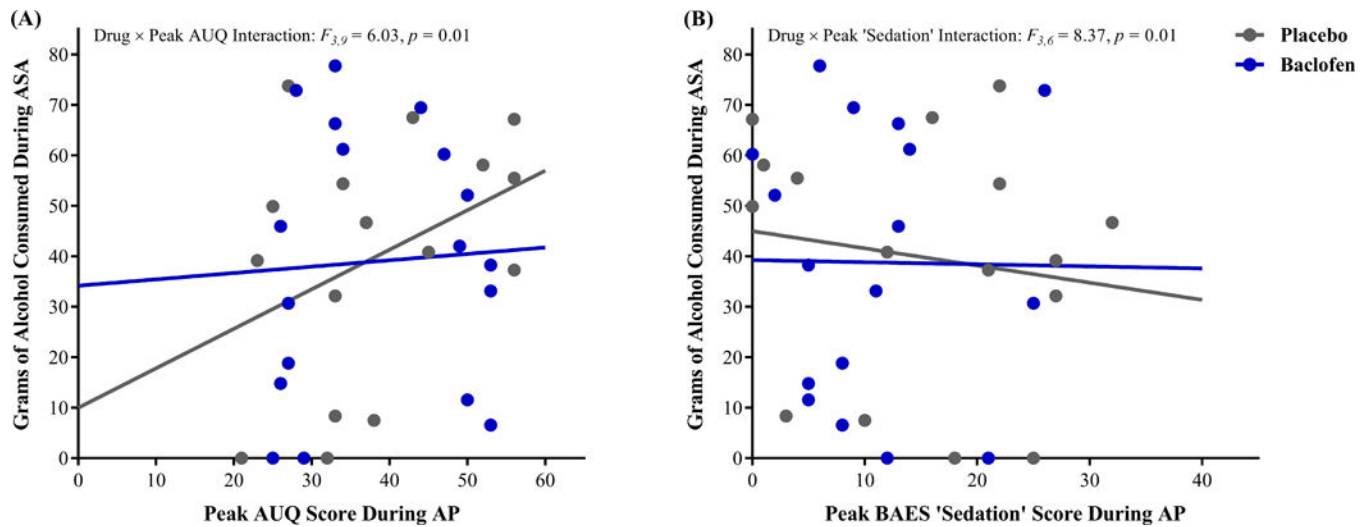 (A)
Drug × Peak AUQ Interaction: F3,9 = 6.03, p = 0.01
Grams of Alcohol Consumed During ASA
80
70
60
50
40
30
20
10
0
0 10 20 30 40 50 60
Peak AUQ Score During AP
(B)
Drug × Peak 'Sedation' Interaction: F3,6 = 8.37, p = 0.01
Grams of Alcohol Consumed During ASA
80
70
60
50
40
30
20
10
0
0 10 20 30 40
Peak BAES 'Sedation' Score During AP
Placebo
Baclofen